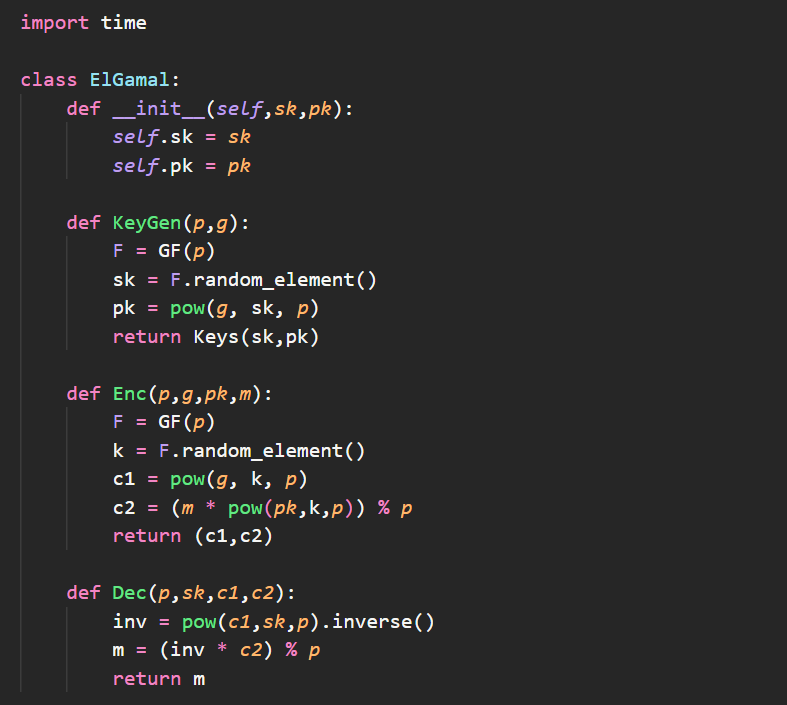 import time
class ElGamal:
    def __init__(self,sk,pk):
        self.sk = sk
        self.pk = pk
    def KeyGen(p,g):
        F = GF(p)
        sk = F.random_element()
        pk = pow(g, sk, p)
        return Keys(sk,pk)
    def Enc(p,g,pk,m):
        F = GF(p)
        k = F.random_element()
        c1 = pow(g, k, p)
        c2 = (m * pow(pk,k,p)) % p
        return (c1,c2)
    def Dec(p,sk,c1,c2):
        inv = pow(c1,sk,p).inverse()
        m = (inv * c2) % p
        return m